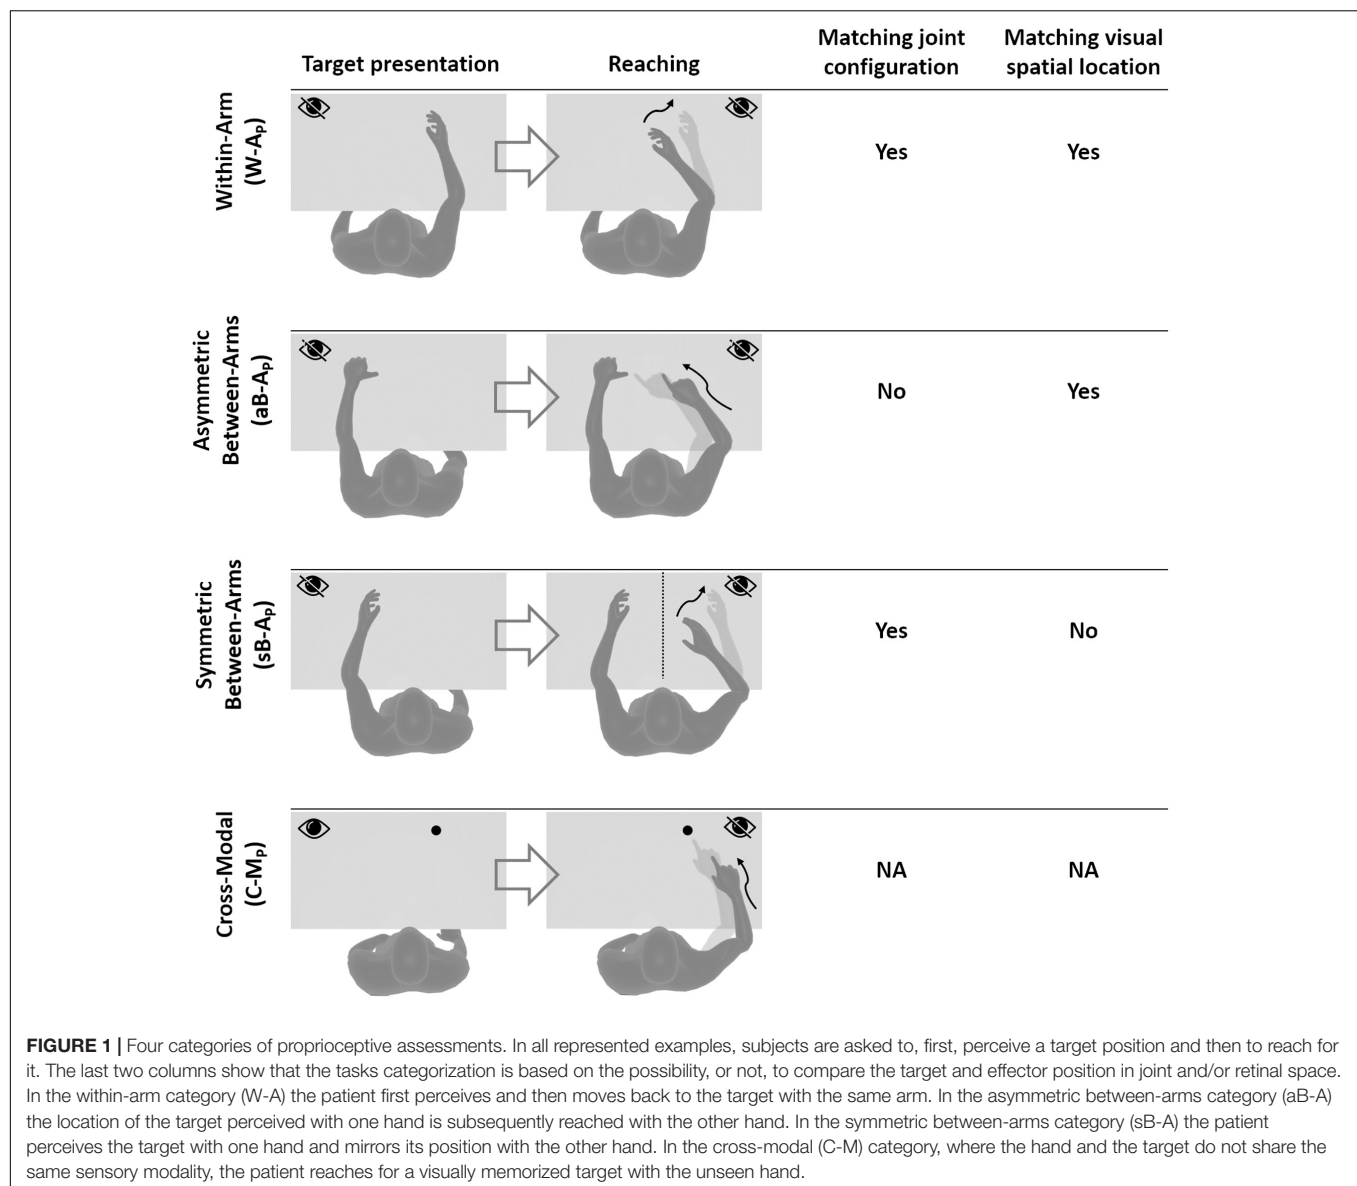 Target presentation
Reaching
Matching joint
configuration
Matching visual
spatial location
Within-Arm
(W-Aₚ)
Yes
Yes
Asymmetric
Between-Arms
(aB-Aₚ)
No
Yes
Symmetric
Between-Arms
(sB-Aₚ)
Yes
No
Cross-Modal
(C-Mₚ)
NA
NA
FIGURE 1 | Four categories of proprioceptive assessments. In all represented examples, subjects are asked to, first, perceive a target position and then to reach for
it. The last two columns show that the tasks categorization is based on the possibility, or not, to compare the target and effector position in joint and/or retinal space.
In the within-arm category (W-A) the patient first perceives and then moves back to the target with the same arm. In the asymmetric between-arms category (aB-A)
the location of the target perceived with one hand is subsequently reached with the other hand. In the symmetric between-arms category (sB-A) the patient
perceives the target with one hand and mirrors its position with the other hand. In the cross-modal (C-M) category, where the hand and the target do not share the
same sensory modality, the patient reaches for a visually memorized target with the unseen hand.